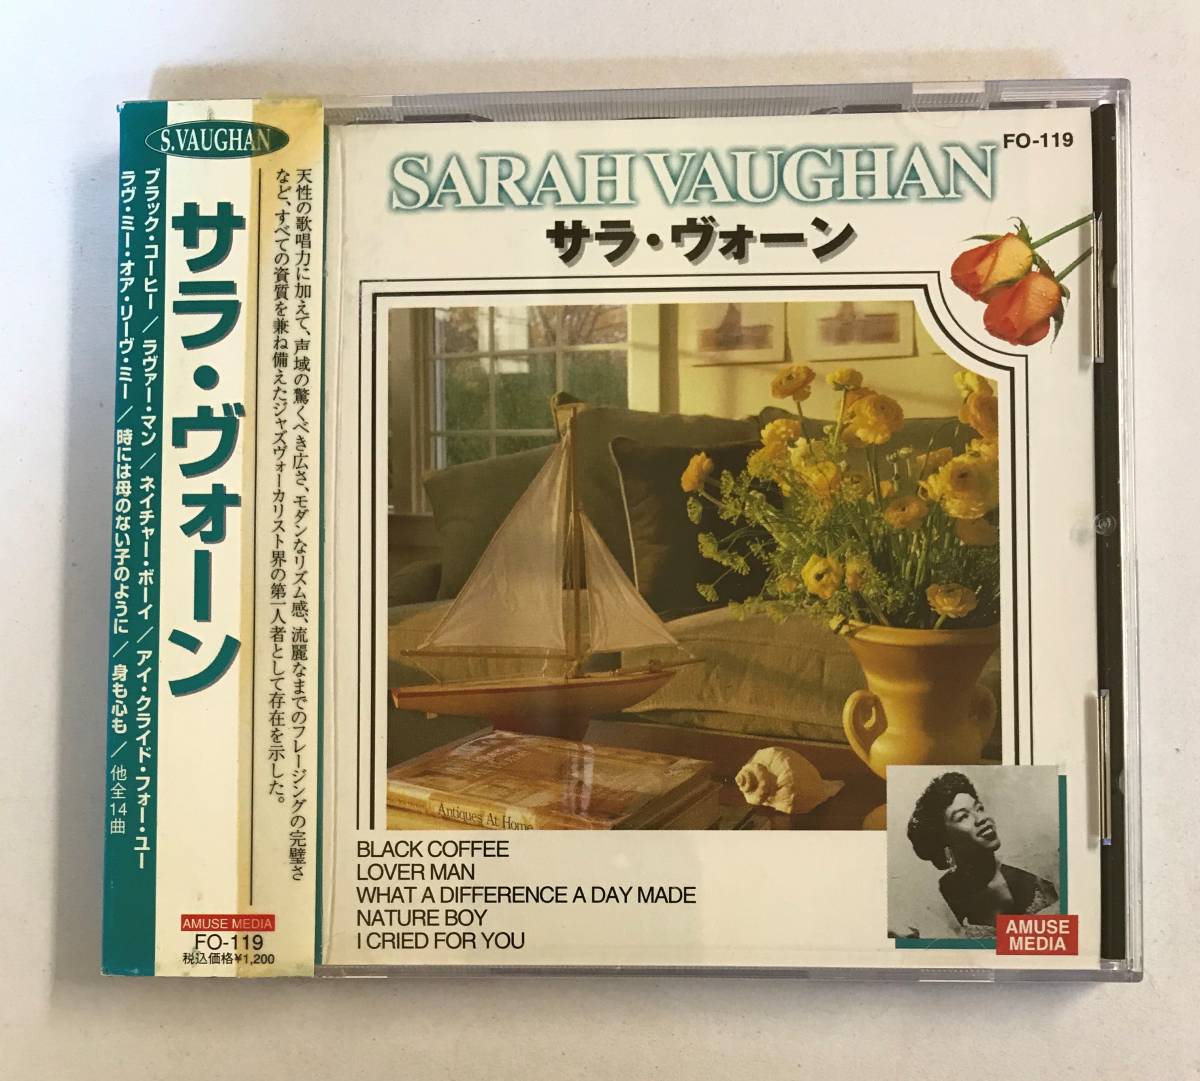 S.VAUGHAN
サラ・ヴォーン
天性の歌唱力に加えて、声域の驚くべき広さ、モダンなリズム感、流麗なまでのフレージングの完璧さ
など、すべての資質を兼ね備えたジャズヴォーカリスト界の第一人者として存在を示した。
ブラック・コーヒー / ラヴァー・マン / ネイチャー・ボーイ / アイ・クライド・フォー・ユー
ラヴ・ミー・オア・リーヴ・ミー / 時には母のない子のように / 身も心も / 他全14曲
AMUSE MEDIA
FO-119
税込価格¥1,200
FO-119
SARAH VAUGHAN
サラ・ヴォーン
Antiques At Home
BLACK COFFEE
LOVER MAN
WHAT A DIFFERENCE A DAY MADE
NATURE BOY
I CRIED FOR YOU
AMUSE
MEDIA